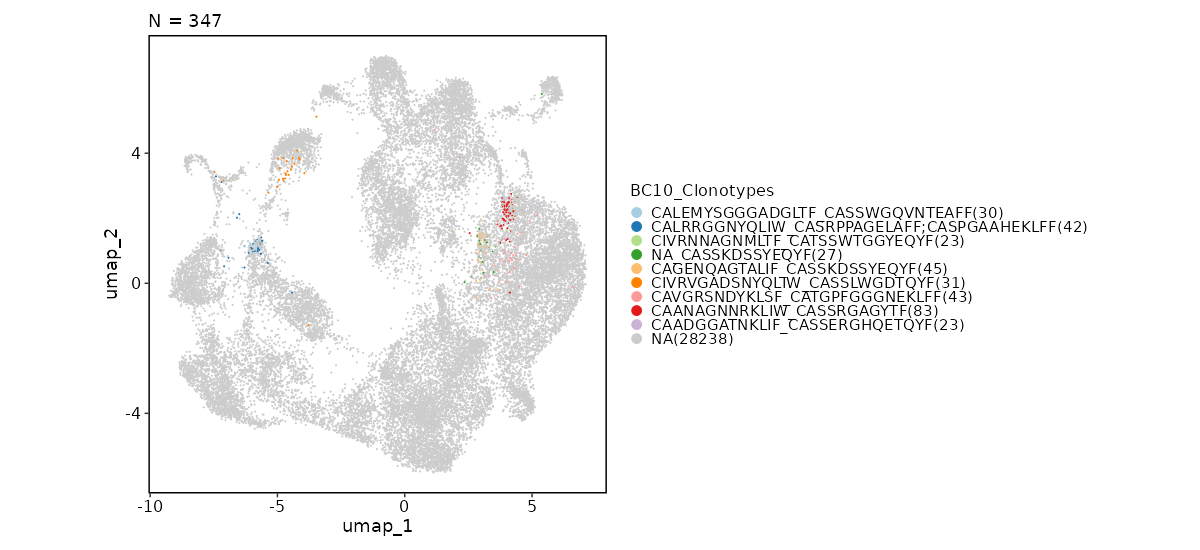 N = 347
umap_2
4
0
-4
-10
-5
0
5
umap_1
BC10_Clonotypes
CALEMYSGGGADGLTF_CASSWGQVNTEAFF(30)
CALRRGGNYQLIW_CASRPPAGELAFF;CASPGAAHEKLFF(42)
CIVRNNAGNMLTF_CATSSWTGGYEQYF(23)
NA_CASSKDSSYEQYF(27)
CAGENQAGTALIF_CASSKDSSYEQYF(45)
CIVRVGADSNYQLTW_CASSLWGDTQYF(31)
CAVGRSNDYKLSF_CATGPFGGGNEKLFF(43)
CAANAGNNRKLIW_CASSRGAGYTF(83)
CAADGGATNKLIF_CASSERGHQETQYF(23)
NA(28238)